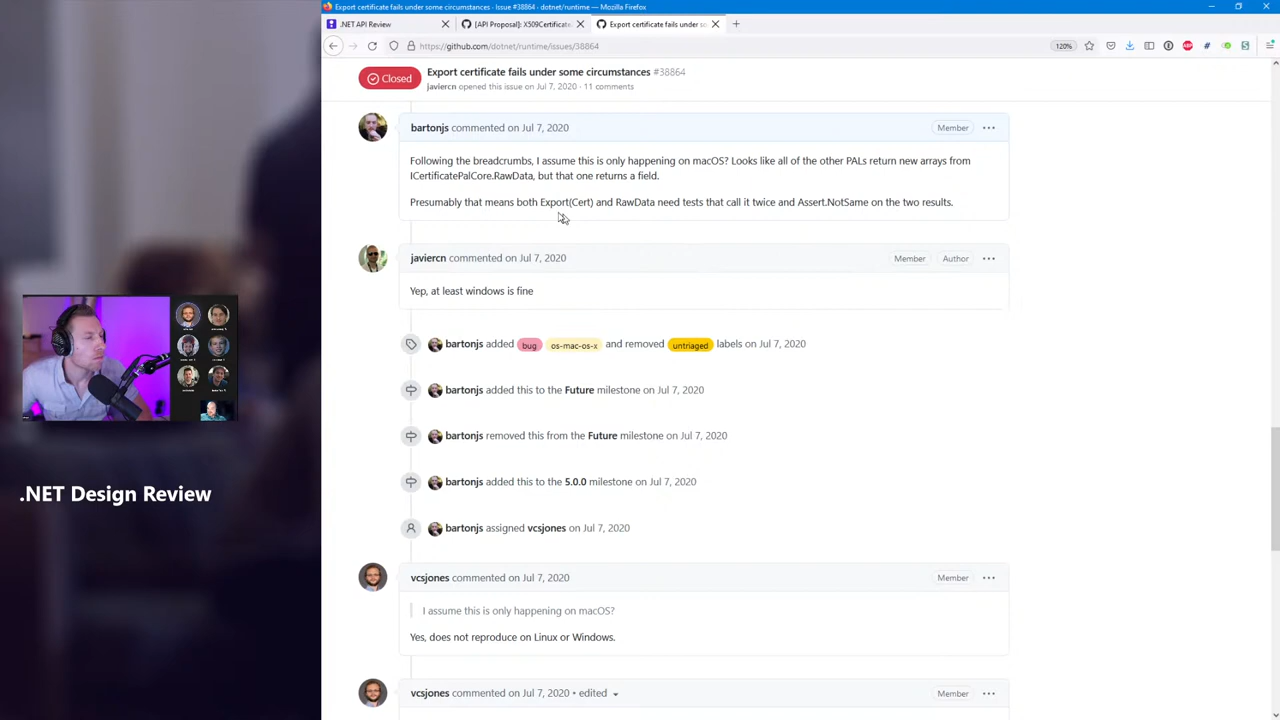 Export certificate fails under some circumstances · Issue #38864 · dotnet/runtime — Mozilla Firefox
.NET API Review
[API Proposal]: X509Certificate
Export certificate fails under so
https://github.com/dotnet/runtime/issues/38864
120%
Closed
Export certificate fails under some circumstances #38864
javiercn opened this issue on Jul 7, 2020 · 11 comments
bartonjs commented on Jul 7, 2020
Member
Following the breadcrumbs, I assume this is only happening on macOS? Looks like all of the other PALs return new arrays from
ICertificatePalCore.RawData, but that one returns a field.
Presumably that means both Export(Cert) and RawData need tests that call it twice and Assert.NotSame on the two results.
javiercn commented on Jul 7, 2020
Member
Author
Yep, at least windows is fine
bartonjs added bug os-mac-os-x and removed untriaged labels on Jul 7, 2020
bartonjs added this to the Future milestone on Jul 7, 2020
bartonjs removed this from the Future milestone on Jul 7, 2020
bartonjs added this to the 5.0.0 milestone on Jul 7, 2020
bartonjs assigned vcsjones on Jul 7, 2020
vcsjones commented on Jul 7, 2020
Member
I assume this is only happening on macOS?
Yes, does not reproduce on Linux or Windows.
vcsjones commented on Jul 7, 2020 • edited
Member
.NET Design Review